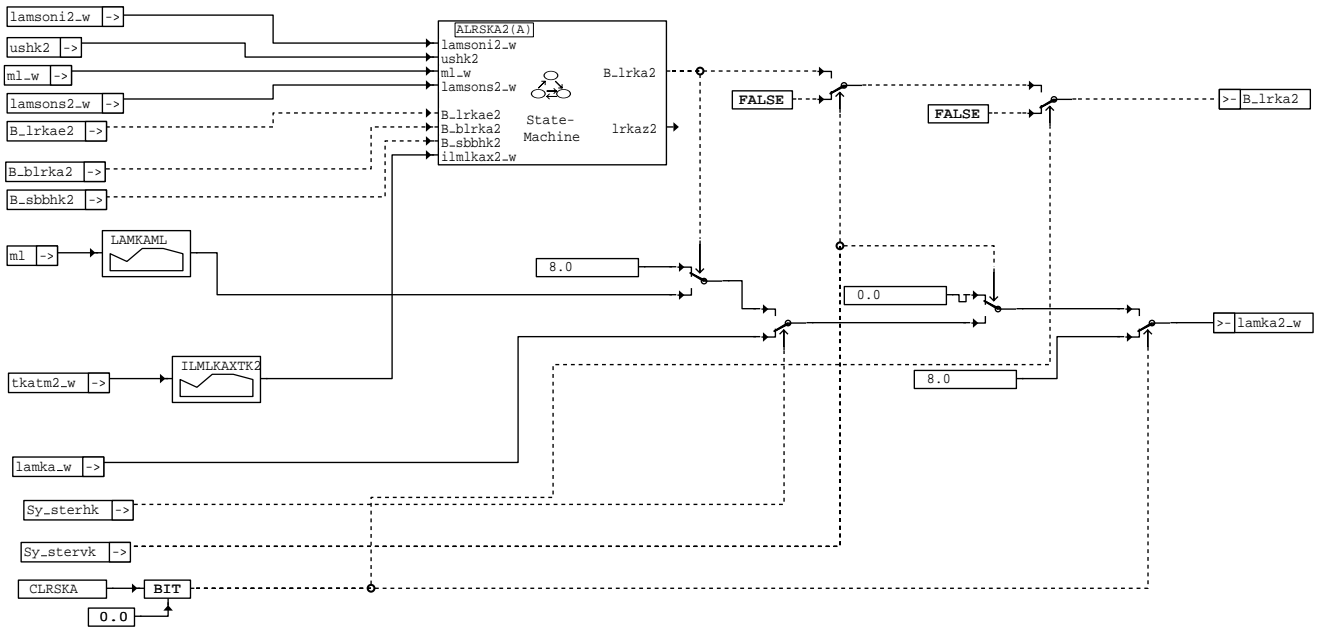 lamsoni2_w ->
ALRSKA2(A)
ushk2 ->
ml_w ->
lamsons2_w ->
B_lrkae2 ->
B_blrka2 ->
B_sbbhk2 ->
lamsoni2_w
ushk2
ml_w
lamsons2_w
B_lrkae2
B_blrka2
B_sbbhk2
ilmlkax2_w
State-
Machine
B_lrka2
lrkaz2
FALSE
FALSE
>- B_lrka2
ml ->
LAMKAML
8.0
0.0
>- lamka2_w
tkatm2_w ->
ILMLKAXTK2
8.0
lamka_w ->
Sy_sterhk ->
Sy_stervk ->
CLRSKA
BIT
0.0